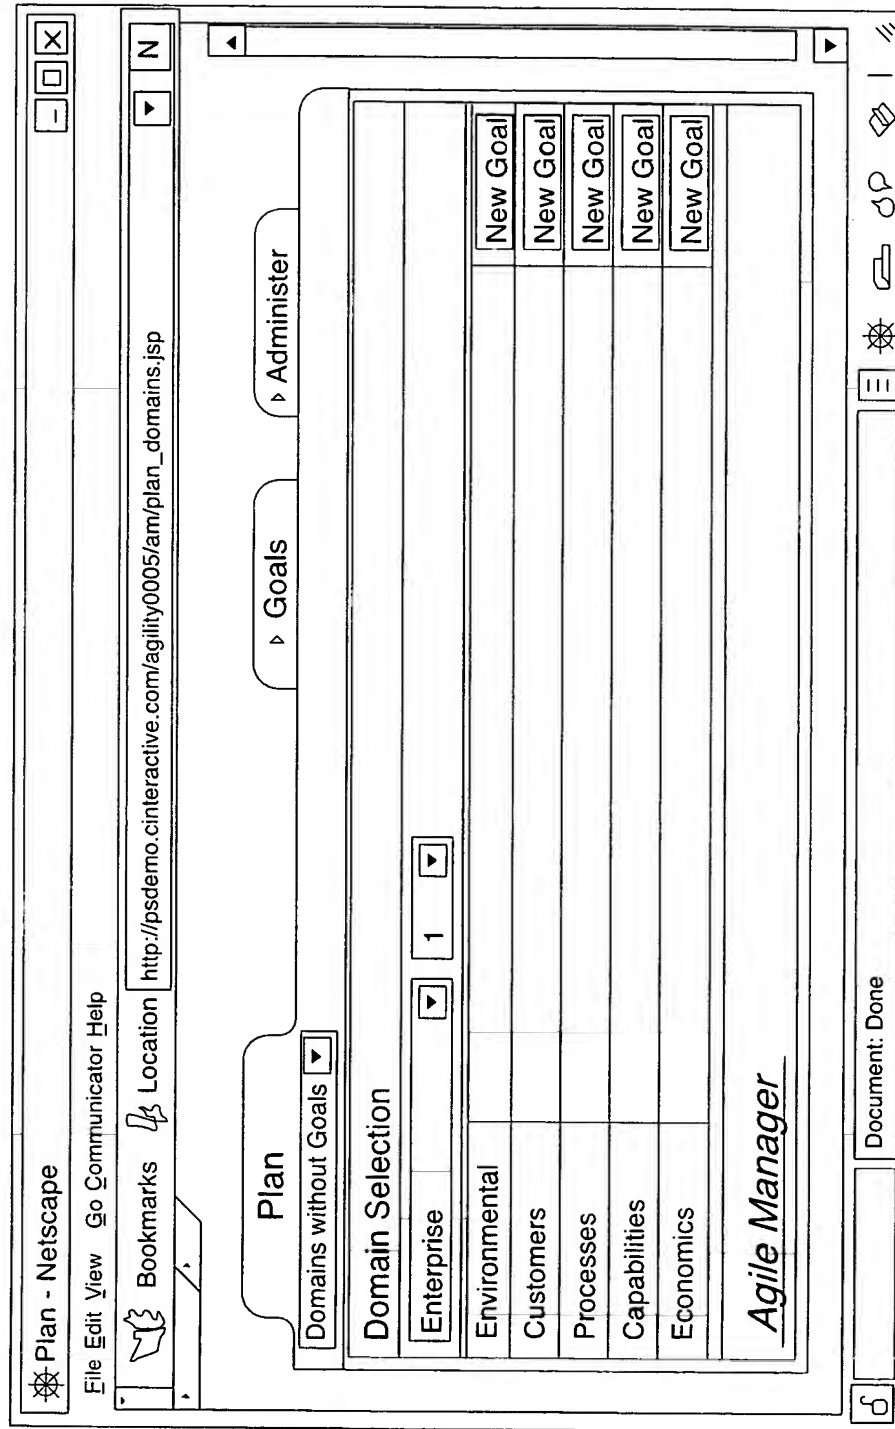 Plan - Netscape
File Edit View Go Communicator Help
Bookmarks Location http://psdemo.cinteractive.com/agility0005/am/plan_domains.jsp N
Plan Goals Administer
Domains without Goals
Domain Selection
Enterprise 1
Environmental New Goal
Customers New Goal
Processes New Goal
Capabilities New Goal
Economics New Goal
Agile Manager
Document: Done